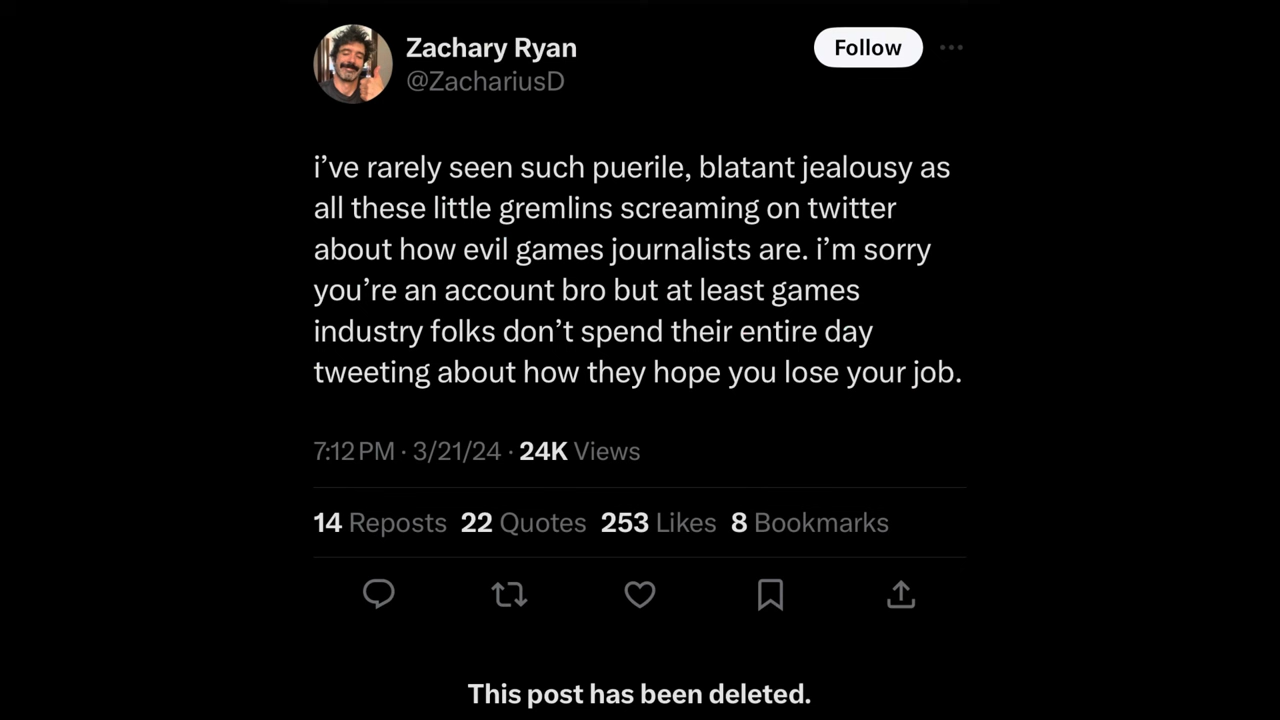 Zachary Ryan
Follow
@ZachariusD
i’ve rarely seen such puerile, blatant jealousy as
all these little gremlins screaming on twitter
about how evil games journalists are. i’m sorry
you’re an account bro but at least games
industry folks don’t spend their entire day
tweeting about how they hope you lose your job.
7:12 PM · 3/21/24 · 24K Views
14 Reposts 22 Quotes 253 Likes 8 Bookmarks
This post has been deleted.